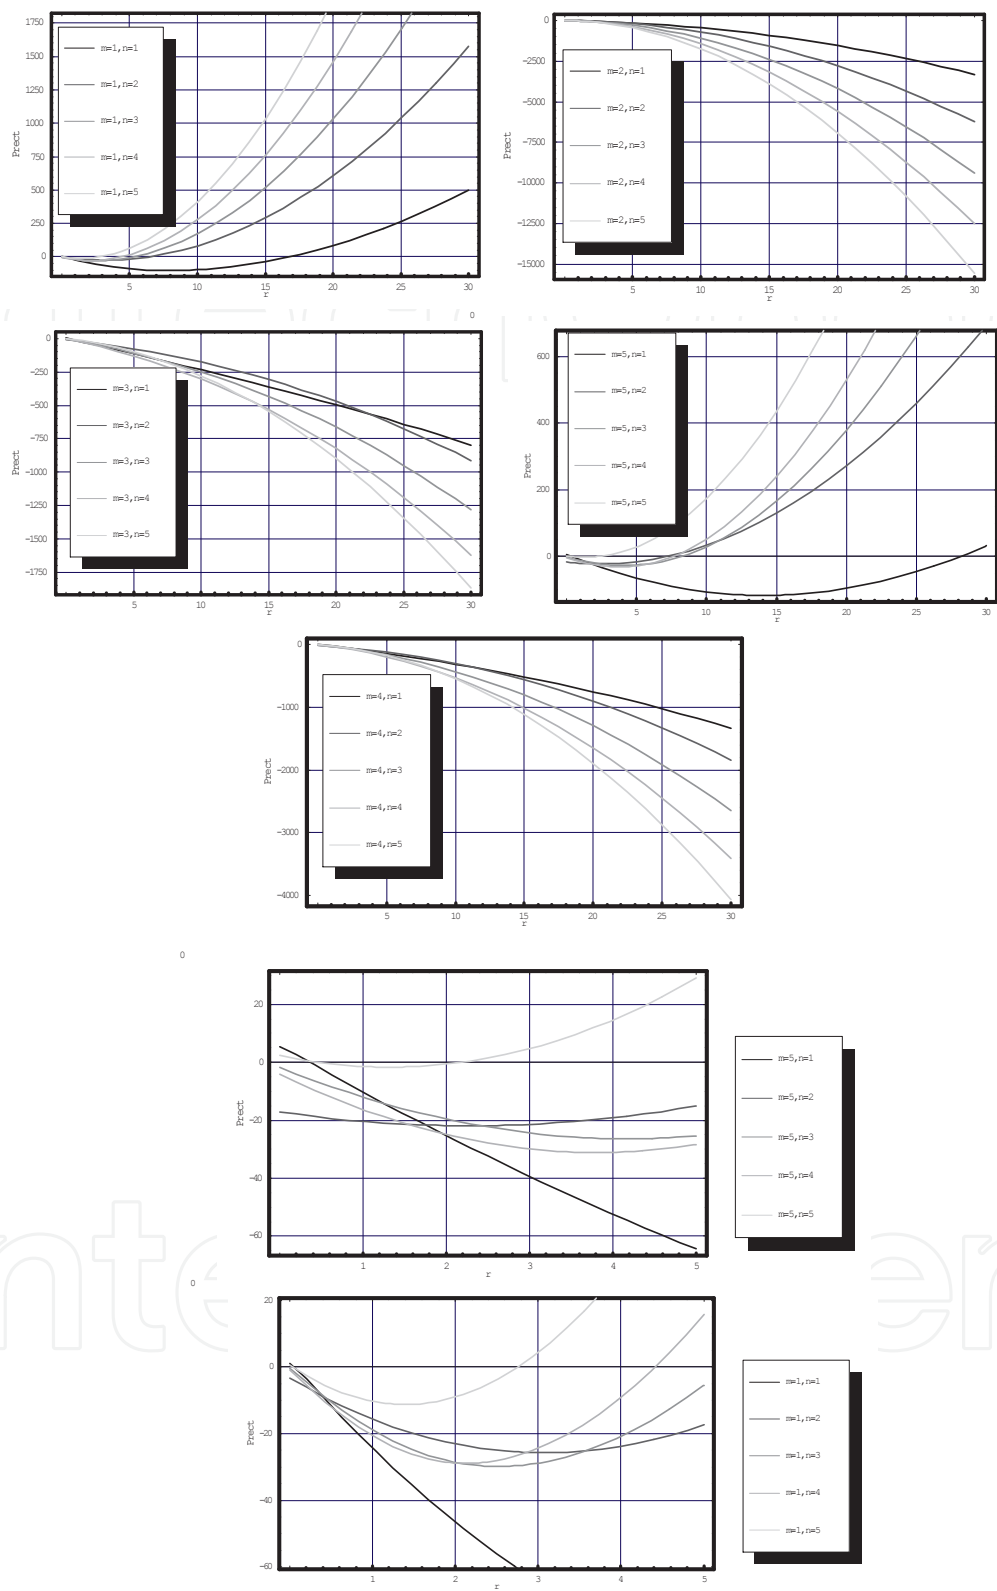 1750
1500
1250
1000
750
500
250
0
Prect
m=1,n=1
m=1,n=2
m=1,n=3
m=1,n=4
m=1,n=5
5 10 15 20 25 30
r
0
-2500
-5000
-7500
-10000
-12500
-15000
Prect
m=2,n=1
m=2,n=2
m=2,n=3
m=2,n=4
m=2,n=5
5 10 15 20 25 30
r
0
0
-250
-500
-750
-1000
-1250
-1500
-1750
Prect
m=3,n=1
m=3,n=2
m=3,n=3
m=3,n=4
m=3,n=5
5 10 15 20 25 30
r
600
400
200
0
Prect
m=5,n=1
m=5,n=2
m=5,n=3
m=5,n=4
m=5,n=5
5 10 15 20 25 30
r
0
-1000
-2000
-3000
-4000
Prect
m=4,n=1
m=4,n=2
m=4,n=3
m=4,n=4
m=4,n=5
5 10 15 20 25 30
r
0
20
0
-20
-40
-60
Prect
1 2 3 4 5
r
m=5,n=1
m=5,n=2
m=5,n=3
m=5,n=4
m=5,n=5
0
20
0
-20
-40
-60
Prect
1 2 3 4 5
r
m=1,n=1
m=1,n=2
m=1,n=3
m=1,n=4
m=1,n=5